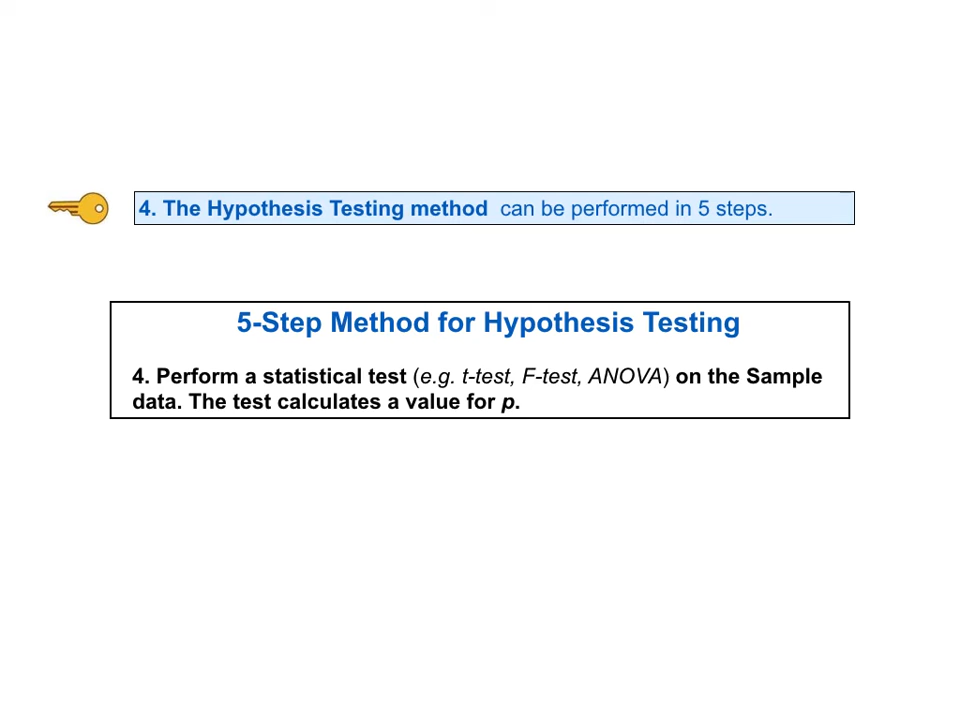 4. The Hypothesis Testing method  can be performed in 5 steps.
5-Step Method for Hypothesis Testing
4. Perform a statistical test (e.g. t-test, F-test, ANOVA) on the Sample
data. The test calculates a value for p.